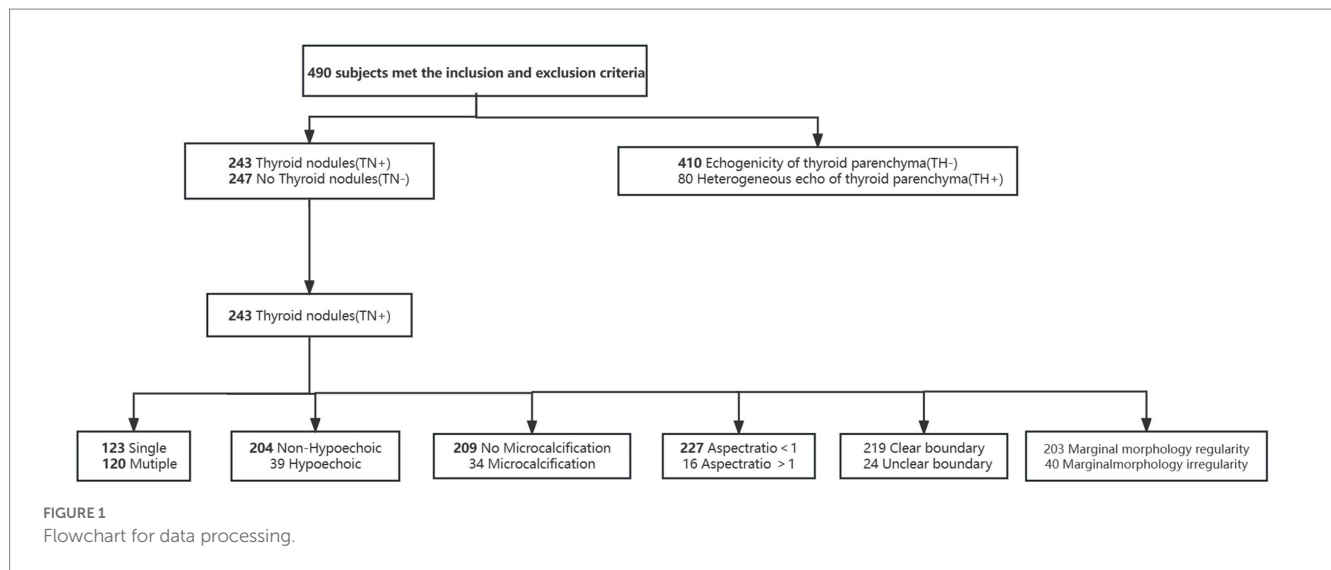 490 subjects met the inclusion and exclusion criteria
243 Thyroid nodules(TN+)
247 No Thyroid nodules(TN-)
410 Echogenicity of thyroid parenchyma(TH-)
80 Heterogeneous echo of thyroid parenchyma(TH+)
243 Thyroid nodules(TN+)
123 Single
120 Mutiple
204 Non-Hypoechoic
39 Hypoechoic
209 No Microcalcification
34 Microcalcification
227 Aspectratio < 1
16 Aspectratio > 1
219 Clear boundary
24 Unclear boundary
203 Marginal morphology regularity
40 Marginalmorphology irregularity
FIGURE 1
Flowchart for data processing.